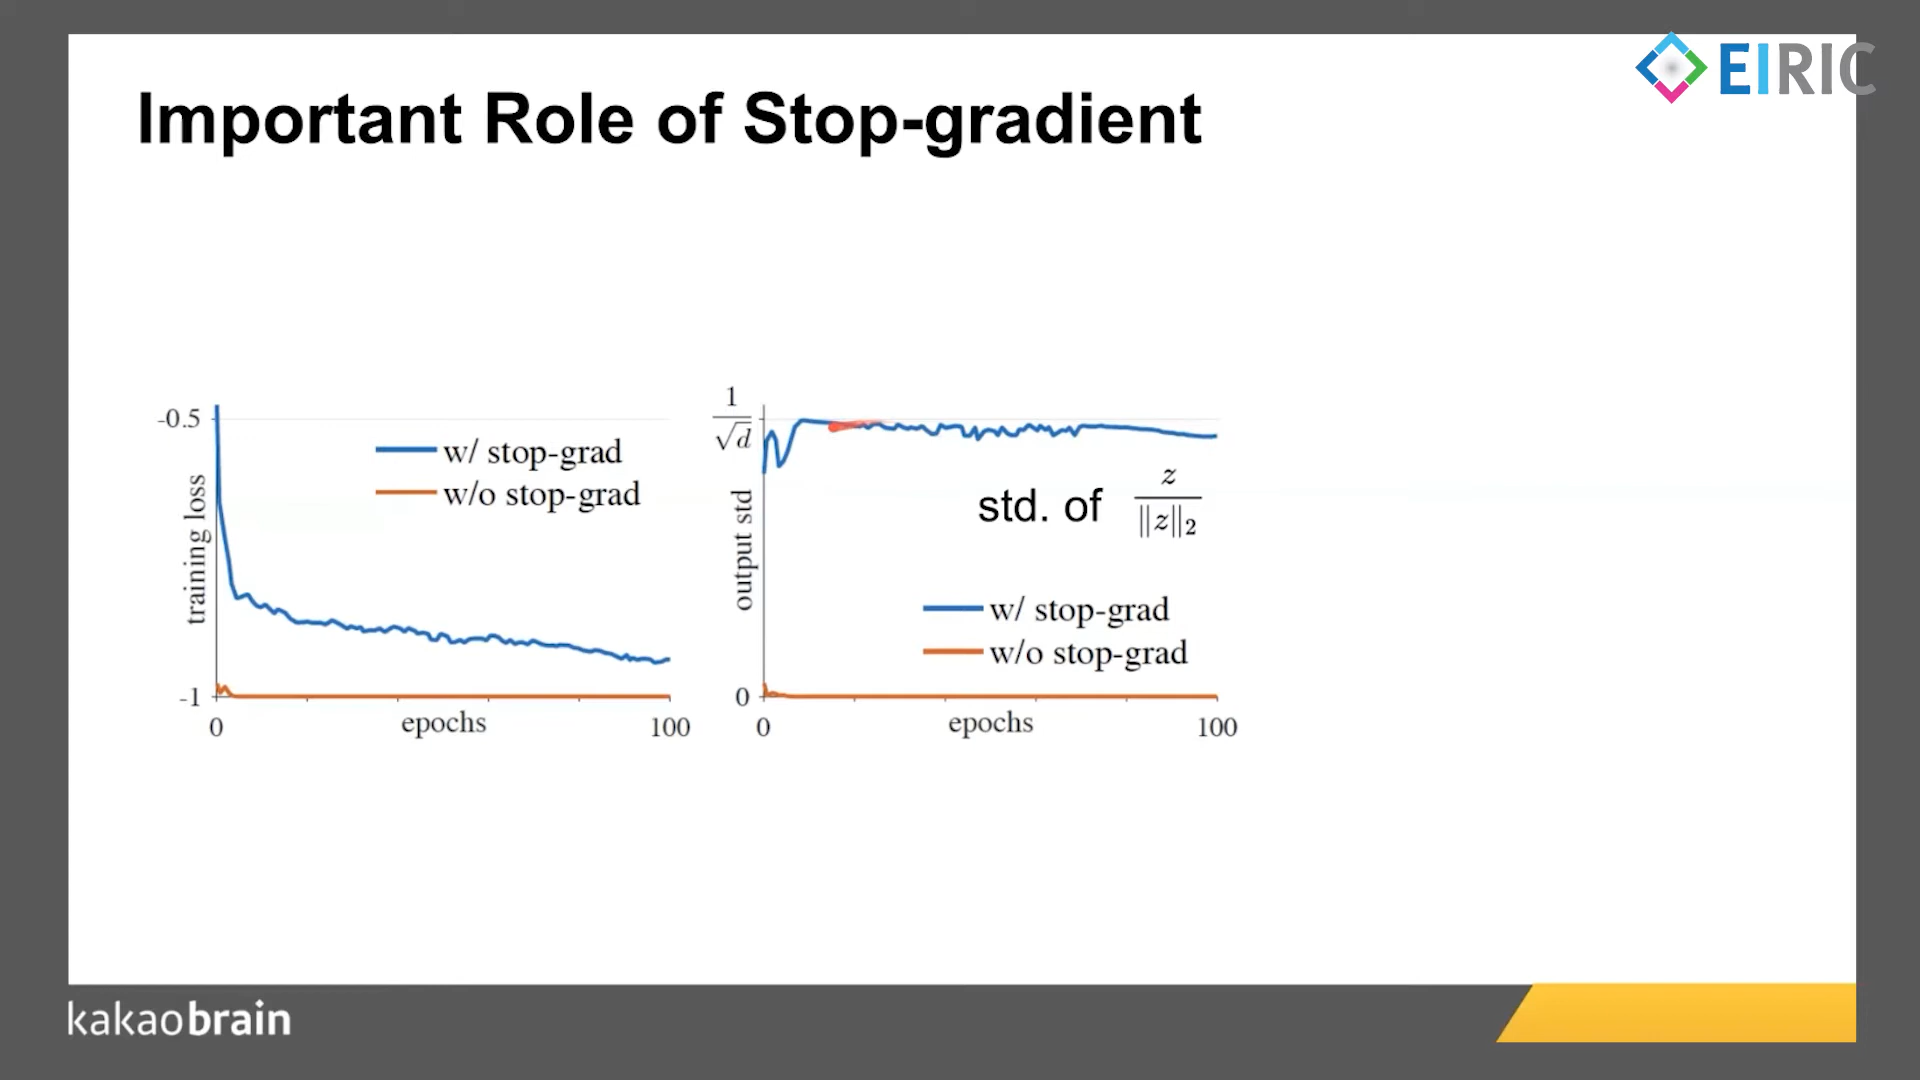 EIRIC
Important Role of Stop-gradient
-0.5
training loss
w/ stop-grad
w/o stop-grad
-1
0
epochs
100
1
√d
output std
std. of z
‖z‖2
w/ stop-grad
w/o stop-grad
0
0
epochs
100
kakaobrain